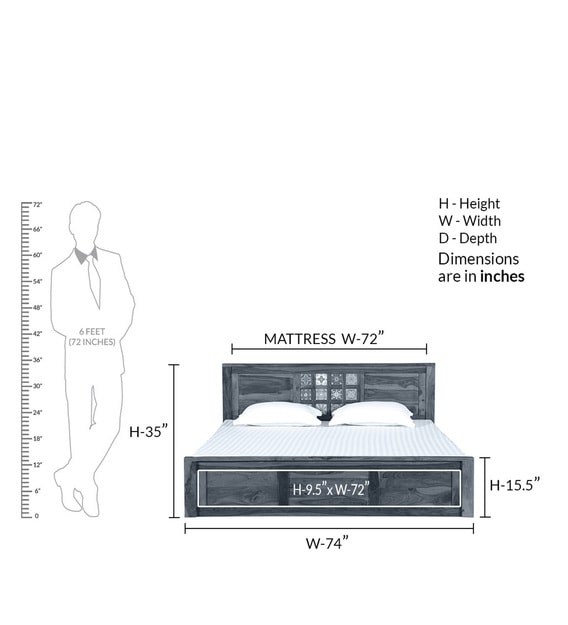 H - Height
W - Width
D - Depth
Dimensions
are in inches
72"
66"
60"
54"
48"
42"
36"
30"
24"
18"
12"
6"
0
6 FEET
(72 INCHES)
MATTRESS W-72”
H-35”
H-9.5”x W-72”
H-15.5”
W-74”